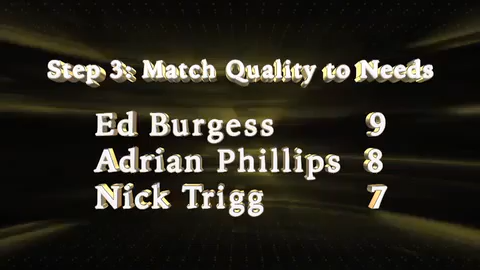 Step 3: Match Quality to Needs
Ed Burgess 9
Adrian Phillips 8
Nick Trigg 7